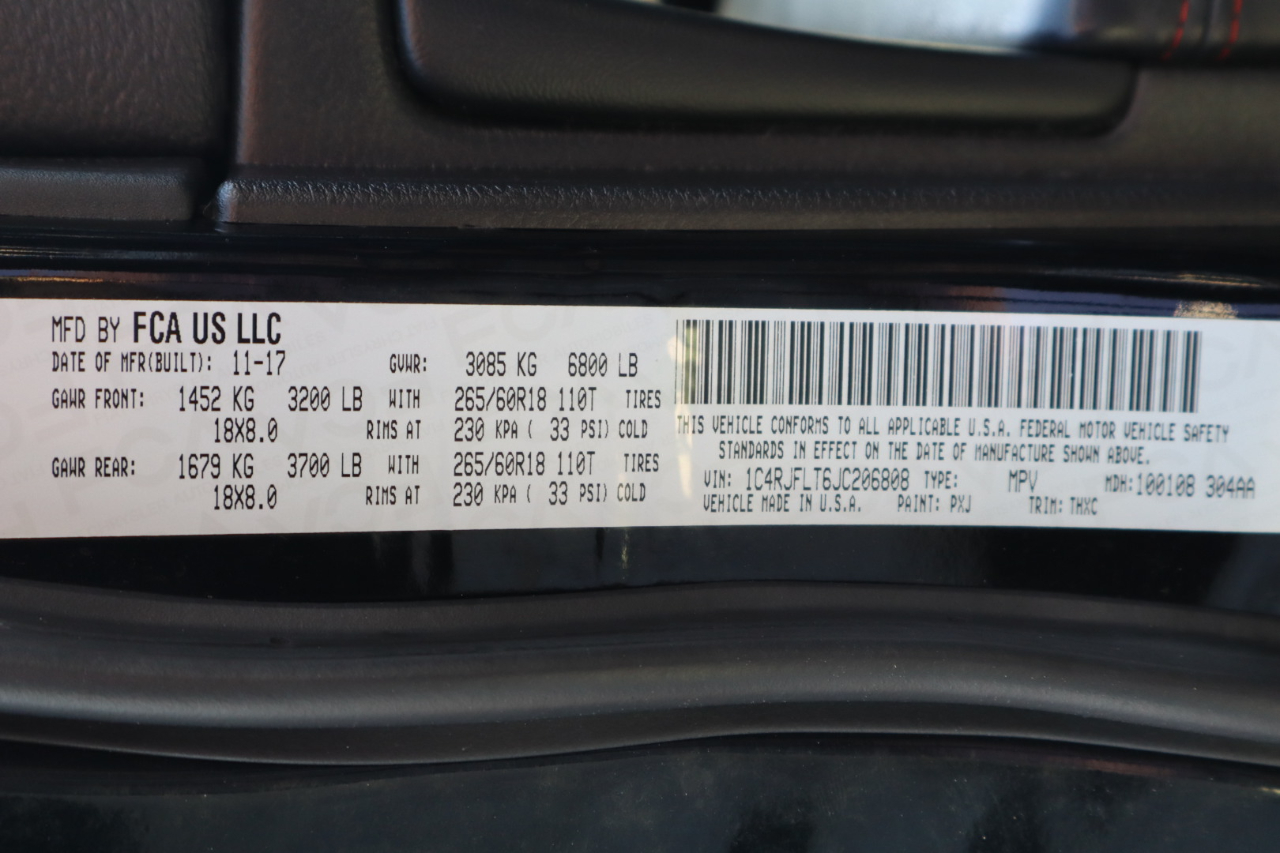 MFD BY FCA US LLC
DATE OF MFR(BUILT): 11-17 GVWR: 3085 KG 6800 LB
GAWR FRONT: 1452 KG 3200 LB WITH 265/60R18 110T TIRES
18X8.0 RIMS AT 230 KPA ( 33 PSI) COLD
GAWR REAR: 1679 KG 3700 LB WITH 265/60R18 110T TIRES
18X8.0 RIMS AT 230 KPA ( 33 PSI) COLD
THIS VEHICLE CONFORMS TO ALL APPLICABLE U.S.A. FEDERAL MOTOR VEHICLE SAFETY
STANDARDS IN EFFECT ON THE DATE OF MANUFACTURE SHOWN ABOVE.
VIN: 1C4RJFLT6JC206808 TYPE: MPV MDH:100108 304AA
VEHICLE MADE IN U.S.A. PAINT: PXJ TRIM: THXC